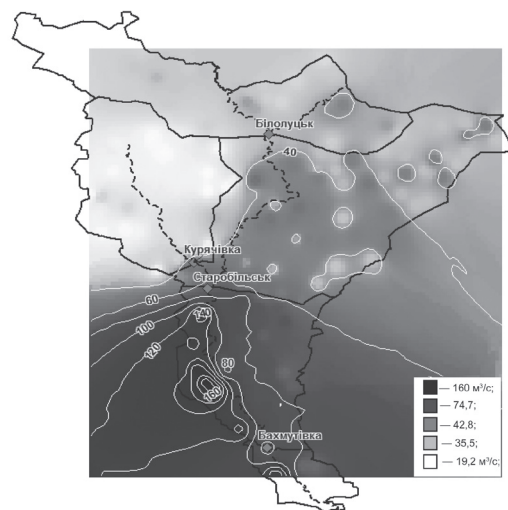 Білолуцьк
40
Курячівка
Старобільськ
60
140
100
120
80
160
Бахмутівка
— 160 м³/с;
— 74,7;
— 42,8;
— 35,5;
— 19,2 м³/с;